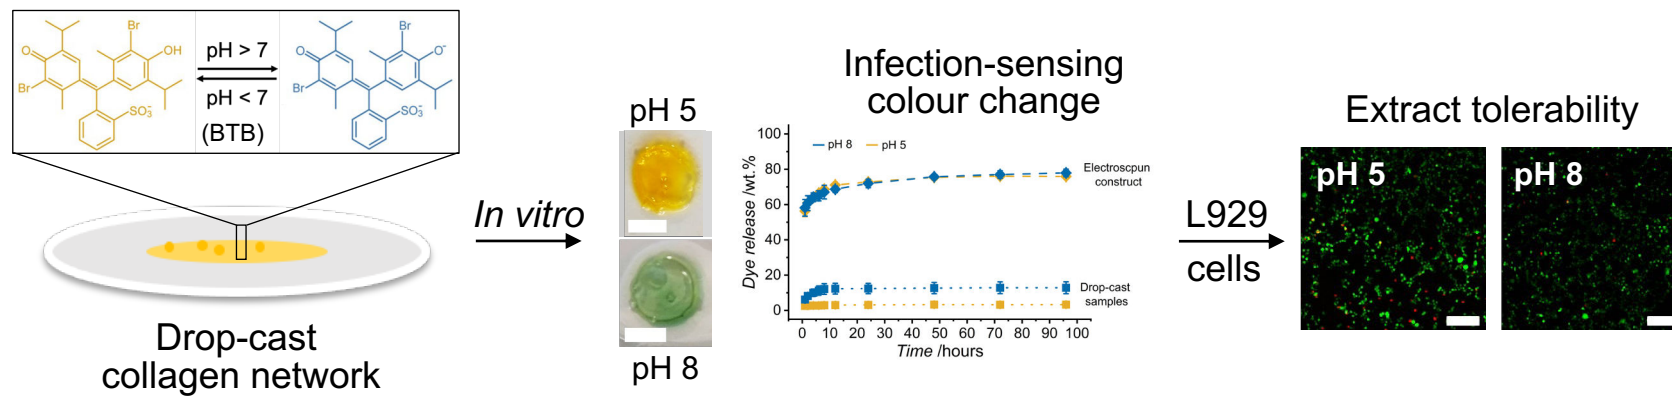 Br
O
OH
Br
SO3-
pH > 7
pH < 7
(BTB)
Br
O
O-
Br
SO3-
Drop-cast
collagen network
In vitro
pH 5
pH 8
Infection-sensing
colour change
Dye release /wt.%
100
80
60
40
20
0
pH 8
pH 5
Electroscpun
construct
Drop-cast
samples
0 10 20 30 40 50 60 70 80 90 100
Time /hours
L929
cells
Extract tolerability
pH 5
pH 8